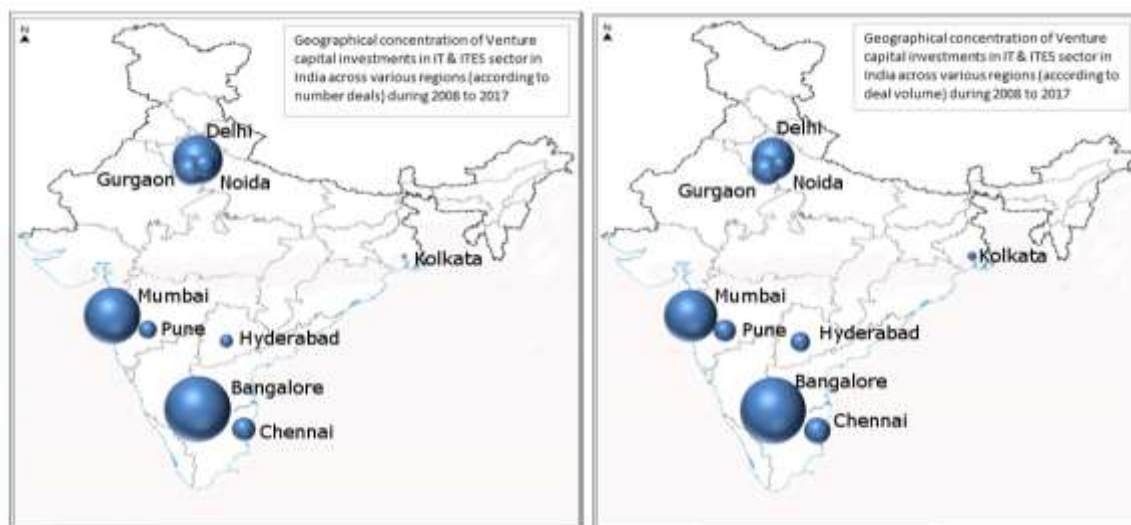 N
Geographical concentration of Venture
capital investments in IT & ITES sector in
India across various regions (according to
number deals) during 2008 to 2017
Delhi
Gurgaon
Noida
Kolkata
Mumbai
Pune
Hyderabad
Bangalore
Chennai
N
Geographical concentration of Venture
capital investments in IT & ITES sector in
India across various regions (according to
deal volume) during 2008 to 2017
Delhi
Gurgaon
Noida
Kolkata
Mumbai
Pune
Hyderabad
Bangalore
Chennai